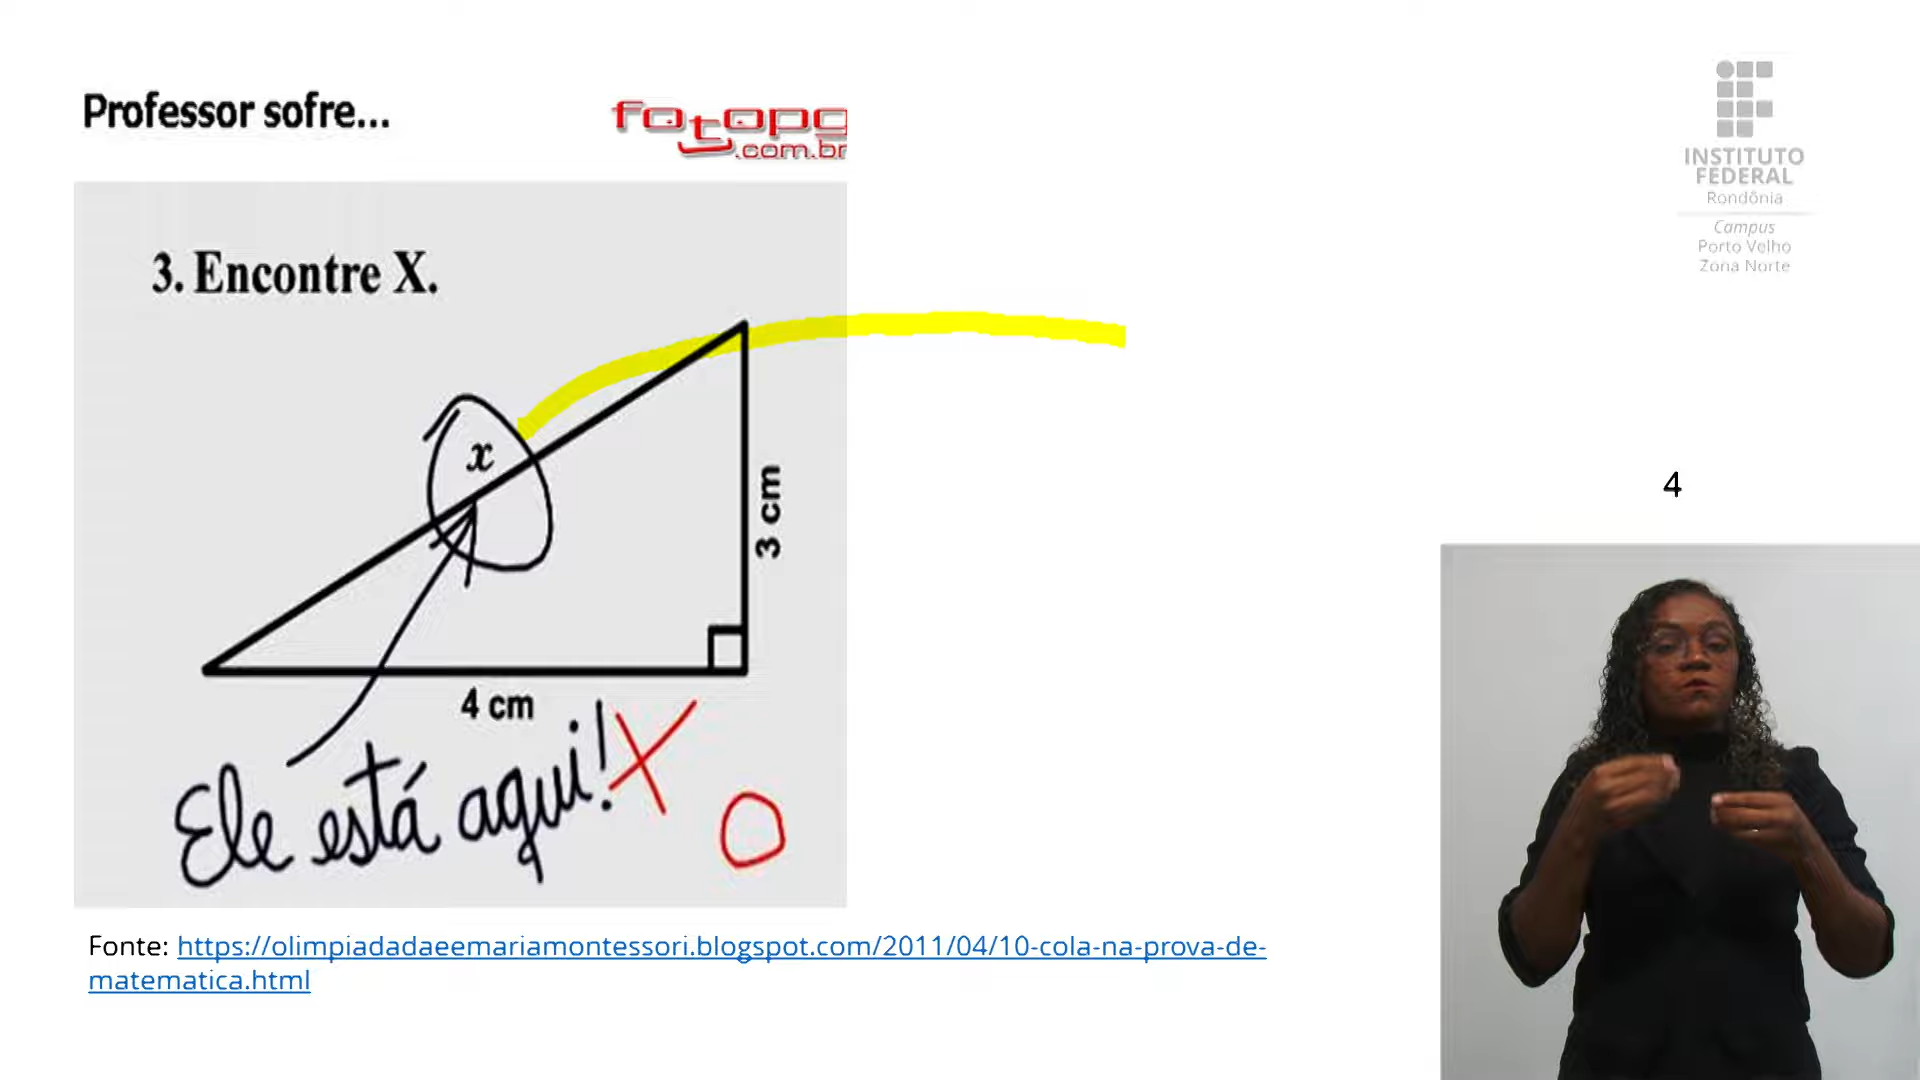 Professor sofre...
fotopg
.com.br
INSTITUTO
FEDERAL
Rondônia
Campus
Porto Velho
Zona Norte
3. Encontre X.
x
3 cm
4 cm
Ele está aqui!
X
O
4
Fonte: https://olimpiadadaeemariamontessori.blogspot.com/2011/04/10-cola-na-prova-de-
matematica.html